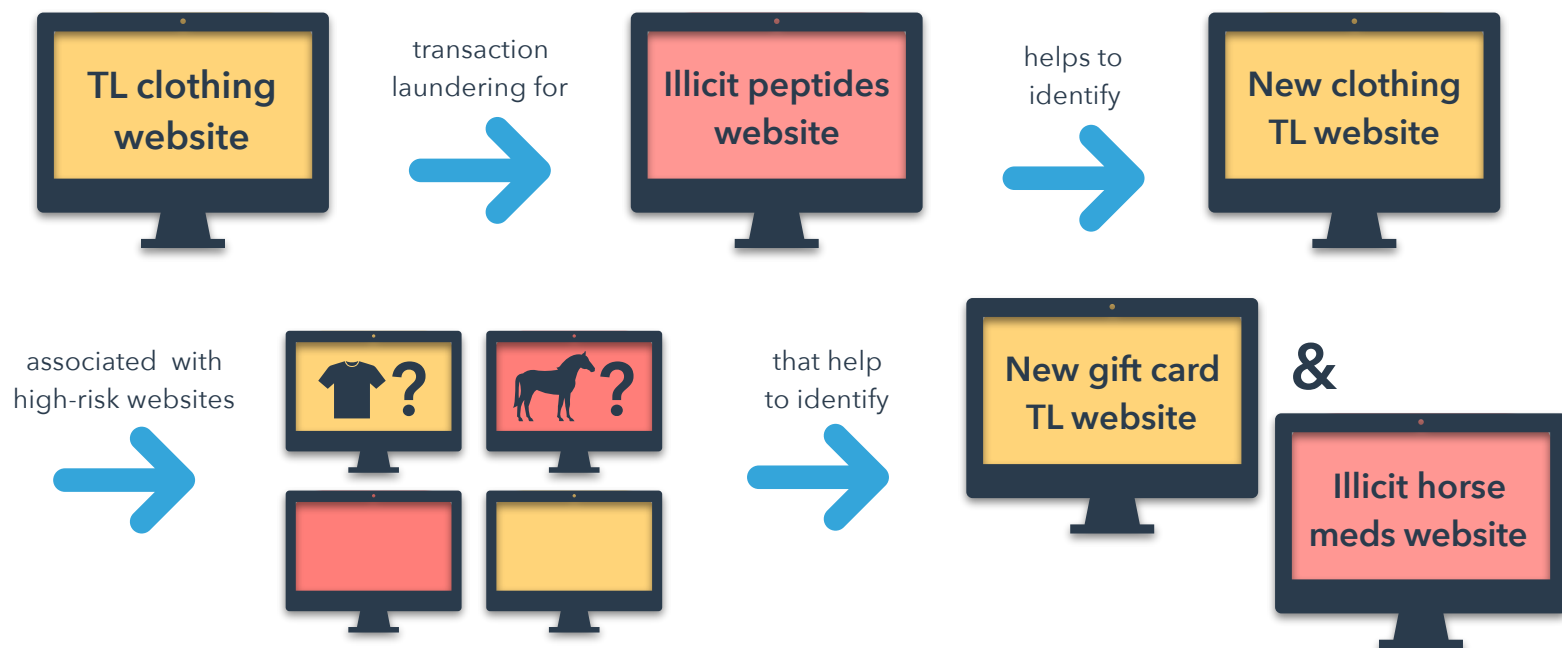 TL clothing
website
transaction
laundering for
Illicit peptides
website
helps to
identify
New clothing
TL website
associated with
high-risk websites
?
?
that help
to identify
New gift card
TL website
&
Illicit horse
meds website